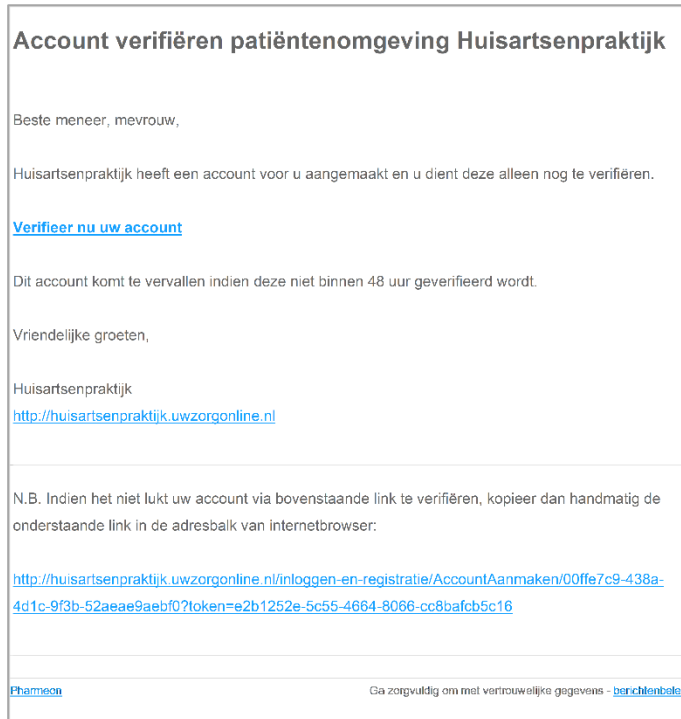 Account verifiëren patiëntenomgeving Huisartsenpraktijk
Beste meneer, mevrouw,
Huisartsenpraktijk heeft een account voor u aangemaakt en u dient deze alleen nog te verifiëren.
Verifieer nu uw account
Dit account komt te vervallen indien deze niet binnen 48 uur geverifieerd wordt.
Vriendelijke groeten,
Huisartsenpraktijk
http://huisartsenpraktijk.uwzorgonline.nl
N.B. Indien het niet lukt uw account via bovenstaande link te verifiëren, kopieer dan handmatig de
onderstaande link in de adresbalk van internetbrowser:
http://huisartsenpraktijk.uwzorgonline.nl/inloggen-en-registratie/AccountAanmaken/00ffe7c9-438a-
4d1c-9f3b-52aeae9aebf0?token=e2b1252e-5c55-4664-8066-cc8bafcb5c16
Pharmeon Ga zorgvuldig om met vertrouwelijke gegevens - berichtenbele